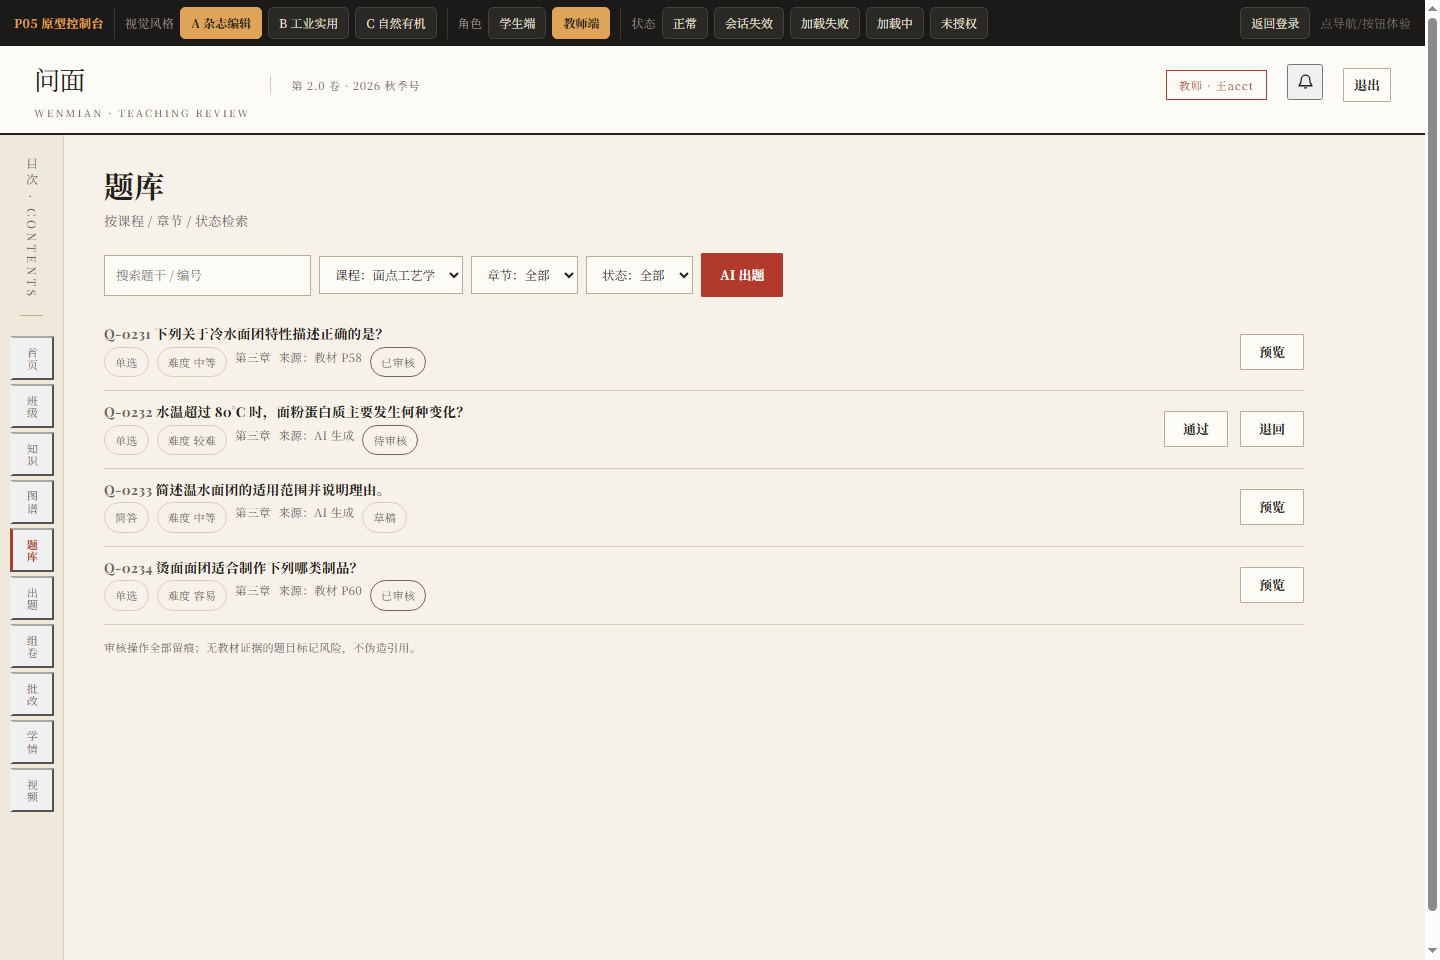 P05 原型控制台 视觉风格 A 杂志编辑 B 工业实用 C 自然有机 角色 学生端 教师端 状态 正常 会话失效 加载失败 加载中 未授权 返回登录 点导航/按钮体验
问面
WENMIAN · TEACHING REVIEW
第 2.0 卷 · 2026 秋季号
教师 · 王acct
退出
目次 · CONTENTS
首页
班级
知识
图谱
题库
出题
组卷
批改
学情
视频
题库
按课程 / 章节 / 状态检索
搜索题干 / 编号 课程：面点工艺学 章节：全部 状态：全部 AI 出题
Q-0231 下列关于冷水面团特性描述正确的是？
单选 难度 中等 第三章 来源：教材 P58 已审核
预览
Q-0232 水温超过 80°C 时，面粉蛋白质主要发生何种变化？
单选 难度 较难 第三章 来源：AI 生成 待审核
通过 退回
Q-0233 简述温水面团的适用范围并说明理由。
简答 难度 中等 第三章 来源：AI 生成 草稿
预览
Q-0234 烫面面团适合制作下列哪类制品？
单选 难度 容易 第三章 来源：教材 P60 已审核
预览
审核操作全部留痕；无教材证据的题目标记风险，不伪造引用。